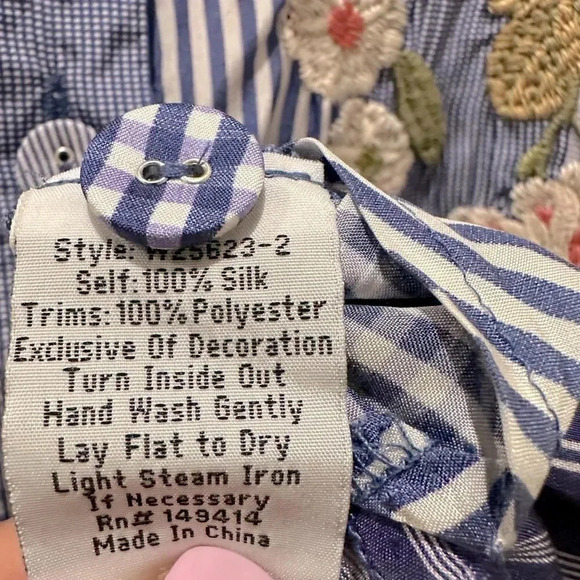 Style: W25623-2
Self: 100% Silk
Trims: 100% Polyester
Exclusive Of Decoration
Turn Inside Out
Hand Wash Gently
Lay Flat to Dry
Light Steam Iron
If Necessary
Rn# 149414
Made In China